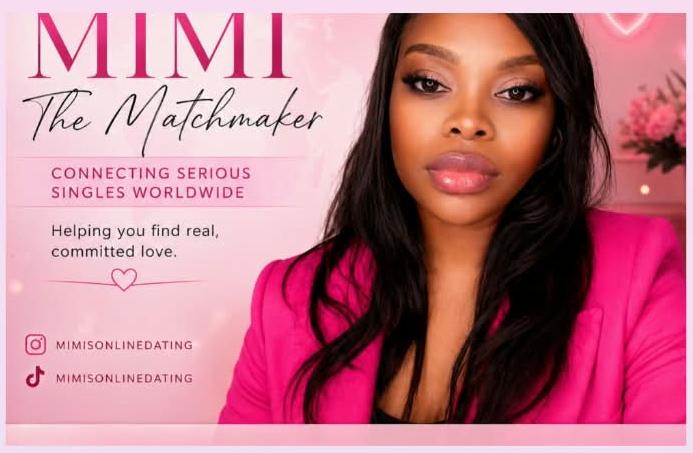 MIMI
The Matchmaker
CONNECTING SERIOUS
SINGLES WORLDWIDE
Helping you find real,
committed love.
MIMISONLINEDATING
MIMISONLINEDATING